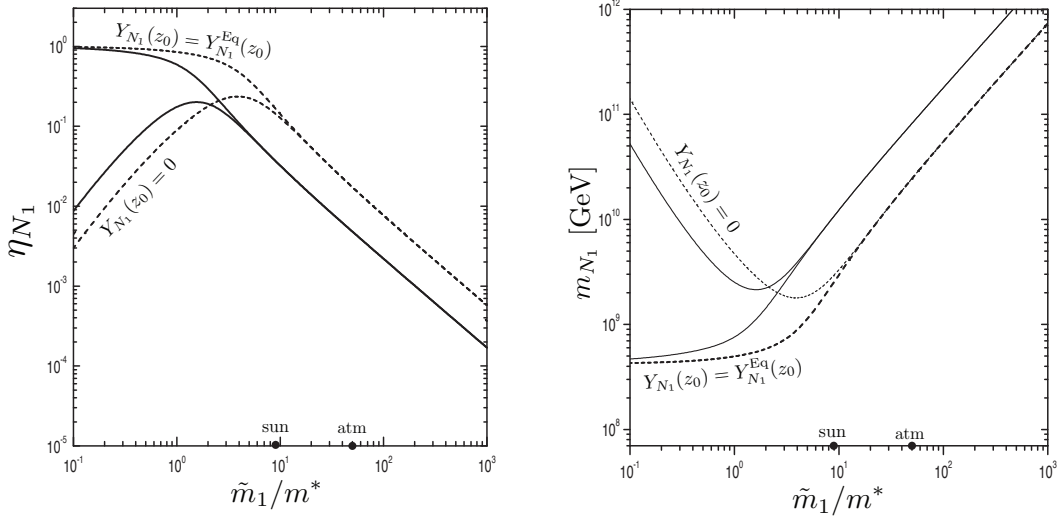 10^0
10^-1
10^-2
10^-3
10^-4
10^-5
η_{N_1}
Y_{N_1}(z_0) = Y_{N_1}^{Eq}(z_0)
Y_{N_1}(z_0) = 0
sun
atm
10^-1
10^0
10^1
10^2
10^3
m̃_1/m*
10^12
10^11
10^10
10^9
10^8
m_{N_1} [GeV]
Y_{N_1}(z_0) = 0
Y_{N_1}(z_0) = Y_{N_1}^{Eq}(z_0)
sun
atm
10^-1
10^0
10^1
10^2
10^3
m̃_1/m*